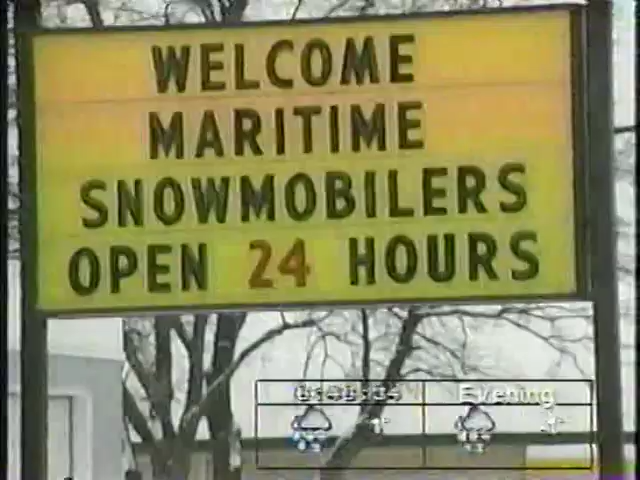 WELCOME
MARITIME
SNOWMOBILERS
OPEN 24 HOURS
Evening